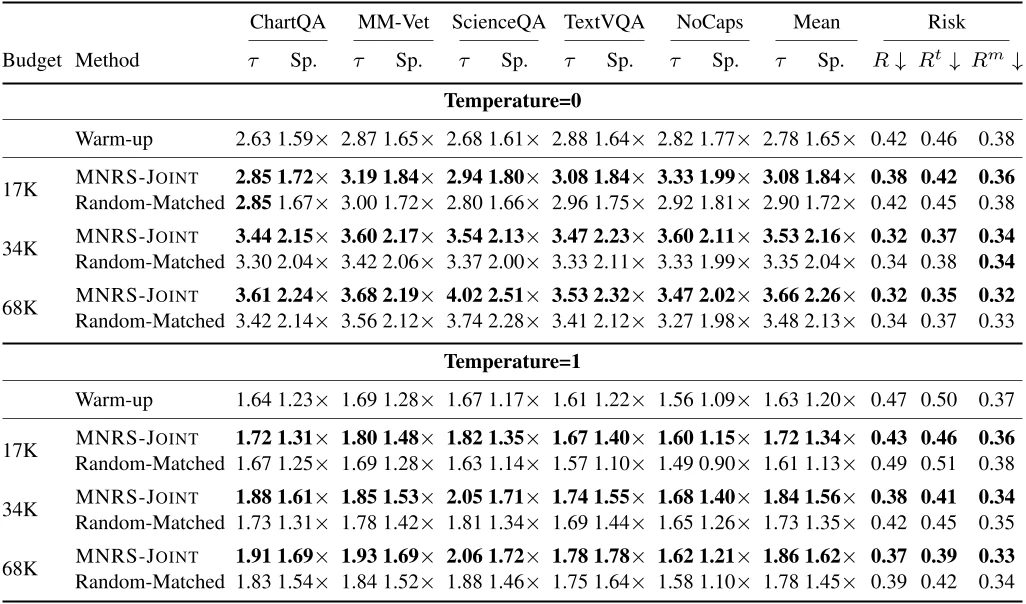 ChartQA MM-Vet ScienceQA TextVQA NoCaps Mean Risk
Budget Method τ Sp. τ Sp. τ Sp. τ Sp. τ Sp. τ Sp. R ↓ R^t ↓ R^m ↓
Temperature=0
Warm-up 2.63 1.59× 2.87 1.65× 2.68 1.61× 2.88 1.64× 2.82 1.77× 2.78 1.65× 0.42 0.46 0.38
17K MNRS-JOINT 2.85 1.72× 3.19 1.84× 2.94 1.80× 3.08 1.84× 3.33 1.99× 3.08 1.84× 0.38 0.42 0.36
Random-Matched 2.85 1.67× 3.00 1.72× 2.80 1.66× 2.96 1.75× 2.92 1.81× 2.90 1.72× 0.42 0.45 0.38
34K MNRS-JOINT 3.44 2.15× 3.60 2.17× 3.54 2.13× 3.47 2.23× 3.60 2.11× 3.53 2.16× 0.32 0.37 0.34
Random-Matched 3.30 2.04× 3.42 2.06× 3.37 2.00× 3.33 2.11× 3.33 1.99× 3.35 2.04× 0.34 0.38 0.34
68K MNRS-JOINT 3.61 2.24× 3.68 2.19× 4.02 2.51× 3.53 2.32× 3.47 2.02× 3.66 2.26× 0.32 0.35 0.32
Random-Matched 3.42 2.14× 3.56 2.12× 3.74 2.28× 3.41 2.12× 3.27 1.98× 3.48 2.13× 0.34 0.37 0.33
Temperature=1
Warm-up 1.64 1.23× 1.69 1.28× 1.67 1.17× 1.61 1.22× 1.56 1.09× 1.63 1.20× 0.47 0.50 0.37
17K MNRS-JOINT 1.72 1.31× 1.80 1.48× 1.82 1.35× 1.67 1.40× 1.60 1.15× 1.72 1.34× 0.43 0.46 0.36
Random-Matched 1.67 1.25× 1.69 1.28× 1.63 1.14× 1.57 1.10× 1.49 0.90× 1.61 1.13× 0.49 0.51 0.38
34K MNRS-JOINT 1.88 1.61× 1.85 1.53× 2.05 1.71× 1.74 1.55× 1.68 1.40× 1.84 1.56× 0.38 0.41 0.34
Random-Matched 1.73 1.31× 1.78 1.42× 1.81 1.34× 1.69 1.44× 1.65 1.26× 1.73 1.35× 0.42 0.45 0.35
68K MNRS-JOINT 1.91 1.69× 1.93 1.69× 2.06 1.72× 1.78 1.78× 1.62 1.21× 1.86 1.62× 0.37 0.39 0.33
Random-Matched 1.83 1.54× 1.84 1.52× 1.88 1.46× 1.75 1.64× 1.58 1.10× 1.78 1.45× 0.39 0.42 0.34